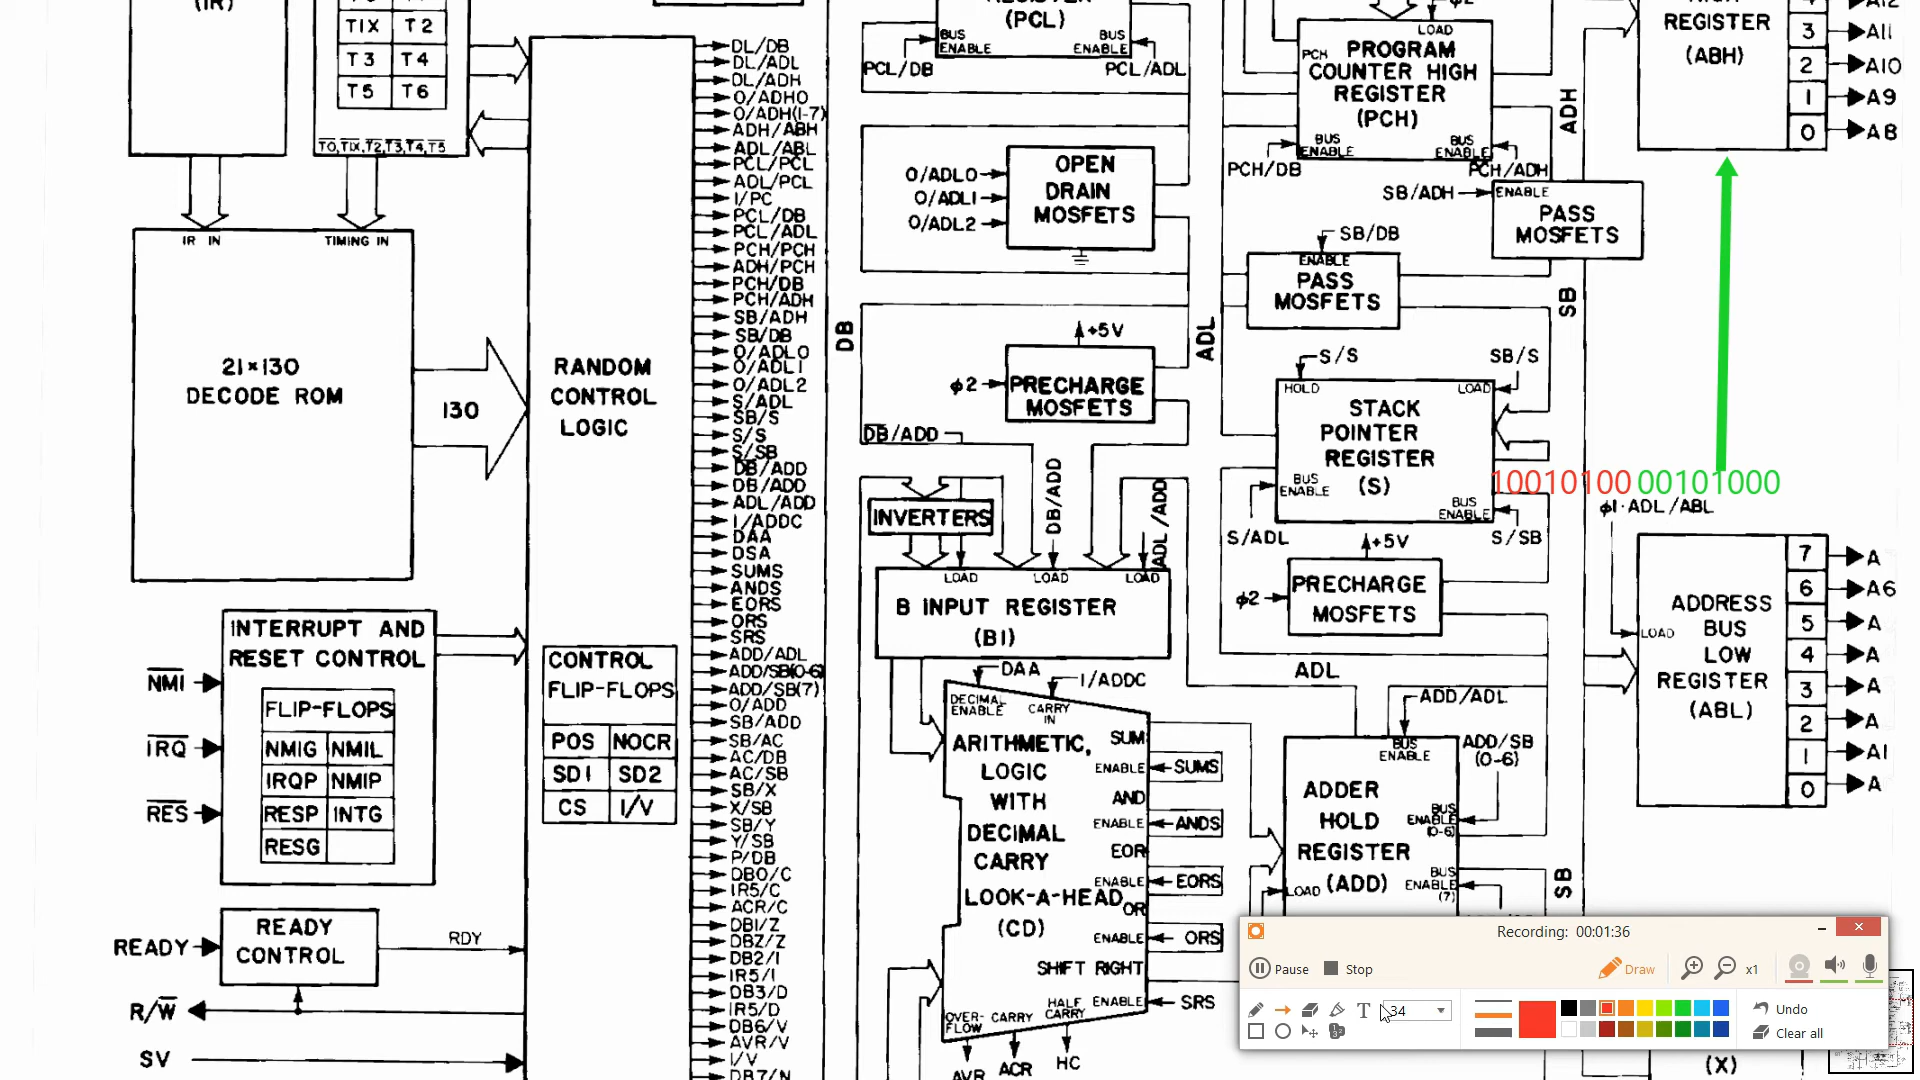 (IR)
TIX T2
T3 T4
T5 T6
T0,TIX,T2,T3,T4,T5
IR IN
TIMING IN
21×130
DECODE ROM
130
INTERRUPT AND
RESET CONTROL
FLIP-FLOPS
NMIG NMIL
IRQP NMIP
RESP INTG
RESG
NMI
IRQ
RES
READY
READY
CONTROL
RDY
R/W
SV
RANDOM
CONTROL
LOGIC
CONTROL
FLIP-FLOPS
POS NOCR
SD1 SD2
CS I/V
DL/DB
DL/ADL
DL/ADH
O/ADHO
O/ADH(1-7)
ADH/ABH
ADL/ABL
PCL/PCL
ADL/PCL
I/PC
PCL/DB
PCL/ADL
PCH/PCH
ADH/PCH
PCH/DB
PCH/ADH
SB/ADH
SB/DB
O/ADLO
O/ADL1
O/ADL2
S/ADL
SB/S
S/S
S/SB
DB/ADD
DB/ADD
ADL/ADD
I/ADDC
DAA
DSA
SUMS
ANDS
EORS
ORS
SRS
ADD/ADL
ADD/SB(0-6)
ADD/SB(7)
O/ADD
SB/ADD
SB/AC
AC/DB
AC/SB
SB/X
X/SB
SB/Y
Y/SB
P/DB
DBO/C
IR5/C
ACR/C
DB1/Z
DBZ/Z
DB2/I
IR5/I
DB3/D
IR5/D
DB6/V
AVR/V
I/V
DB7/N
DB
REGISTER
(PCL)
BUS
ENABLE
BUS
ENABLE
PCL/DB
PCL/ADL
O/ADLO
O/ADL1
O/ADL2
OPEN
DRAIN
MOSFETS
+5V
φ2
PRECHARGE
MOSFETS
DB/ADD
INVERTERS
DB/ADD
ADL/ADD
LOAD
LOAD
LOAD
B INPUT REGISTER
(B1)
DAA
I/ADDC
DECIMAL
ENABLE
CARRY
IN
ARITHMETIC,
LOGIC
WITH
DECIMAL
CARRY
LOOK-A-HEAD
(CD)
SUM
ENABLE
SUMS
AND
ENABLE
ANDS
EOR
ENABLE
EORS
OR
ENABLE
ORS
SHIFT RIGHT
ENABLE
SRS
OVER-
FLOW
CARRY
HALF
CARRY
AVR
ACR
HC
ADL
φ2
LOAD
PCH
PROGRAM
COUNTER HIGH
REGISTER
(PCH)
BUS
ENABLE
BUS
ENABLE
PCH/DB
PCH/ADH
ADH
SB/ADH
ENABLE
PASS
MOSFETS
SB/DB
ENABLE
PASS
MOSFETS
SB
S/S
SB/S
HOLD
LOAD
STACK
POINTER
REGISTER
(S)
BUS
ENABLE
BUS
ENABLE
S/ADL
S/SB
10010100 00101000
+5V
φ2
PRECHARGE
MOSFETS
ADL
ADD/ADL
BUS
ENABLE
ADD/SB
(0-6)
ADDER
HOLD
REGISTER
(ADD)
BUS
ENABLE
(0-6)
BUS
ENABLE
(7)
LOAD
SB
REGISTER
(ABH)
3 A11
2 A10
1 A9
0 A8
φ1·ADL/ABL
LOAD
ADDRESS
BUS
LOW
REGISTER
(ABL)
7 A
6 A6
5 A
4 A
3 A
2 A
1 A1
0 A
(X)
Recording: 00:01:36
Pause
Stop
Draw
x1
T
34
Undo
Clear all